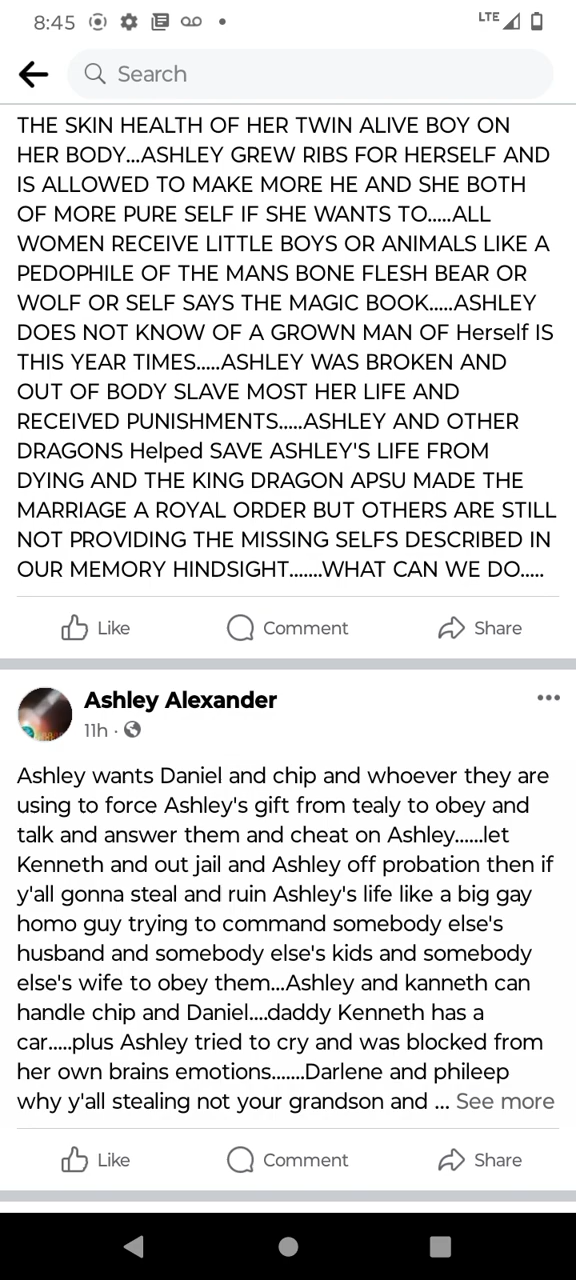 8:45
LTE
Search
THE SKIN HEALTH OF HER TWIN ALIVE BOY ON
HER BODY...ASHLEY GREW RIBS FOR HERSELF AND
IS ALLOWED TO MAKE MORE HE AND SHE BOTH
OF MORE PURE SELF IF SHE WANTS TO.....ALL
WOMEN RECEIVE LITTLE BOYS OR ANIMALS LIKE A
PEDOPHILE OF THE MANS BONE FLESH BEAR OR
WOLF OR SELF SAYS THE MAGIC BOOK.....ASHLEY
DOES NOT KNOW OF A GROWN MAN OF Herself IS
THIS YEAR TIMES.....ASHLEY WAS BROKEN AND
OUT OF BODY SLAVE MOST HER LIFE AND
RECEIVED PUNISHMENTS.....ASHLEY AND OTHER
DRAGONS Helped SAVE ASHLEY'S LIFE FROM
DYING AND THE KING DRAGON APSU MADE THE
MARRIAGE A ROYAL ORDER BUT OTHERS ARE STILL
NOT PROVIDING THE MISSING SELFS DESCRIBED IN
OUR MEMORY HINDSIGHT.......WHAT CAN WE DO.....
Like Comment Share
Ashley Alexander
11h ·
Ashley wants Daniel and chip and whoever they are
using to force Ashley's gift from tealy to obey and
talk and answer them and cheat on Ashley......let
Kenneth and out jail and Ashley off probation then if
y'all gonna steal and ruin Ashley's life like a big gay
homo guy trying to command somebody else's
husband and somebody else's kids and somebody
else's wife to obey them...Ashley and kanneth can
handle chip and Daniel....daddy Kenneth has a
car.....plus Ashley tried to cry and was blocked from
her own brains emotions.......Darlene and phileep
why y'all stealing not your grandson and ... See more
Like Comment Share